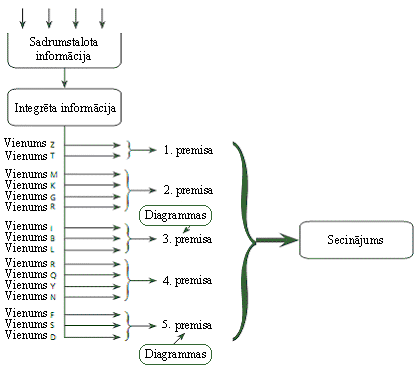 Sadrumstalota
informācija
Integrēta informācija
Vienums Z
Vienums T
1. premisa
Vienums M
Vienums K
Vienums G
Vienums R
2. premisa
Diagrammas
Vienums I
Vienums B
Vienums L
3. premisa
Secinājums
Vienums R
Vienums Q
Vienums Y
Vienums N
4. premisa
Vienums F
Vienums S
Vienums D
5. premisa
Diagrammas